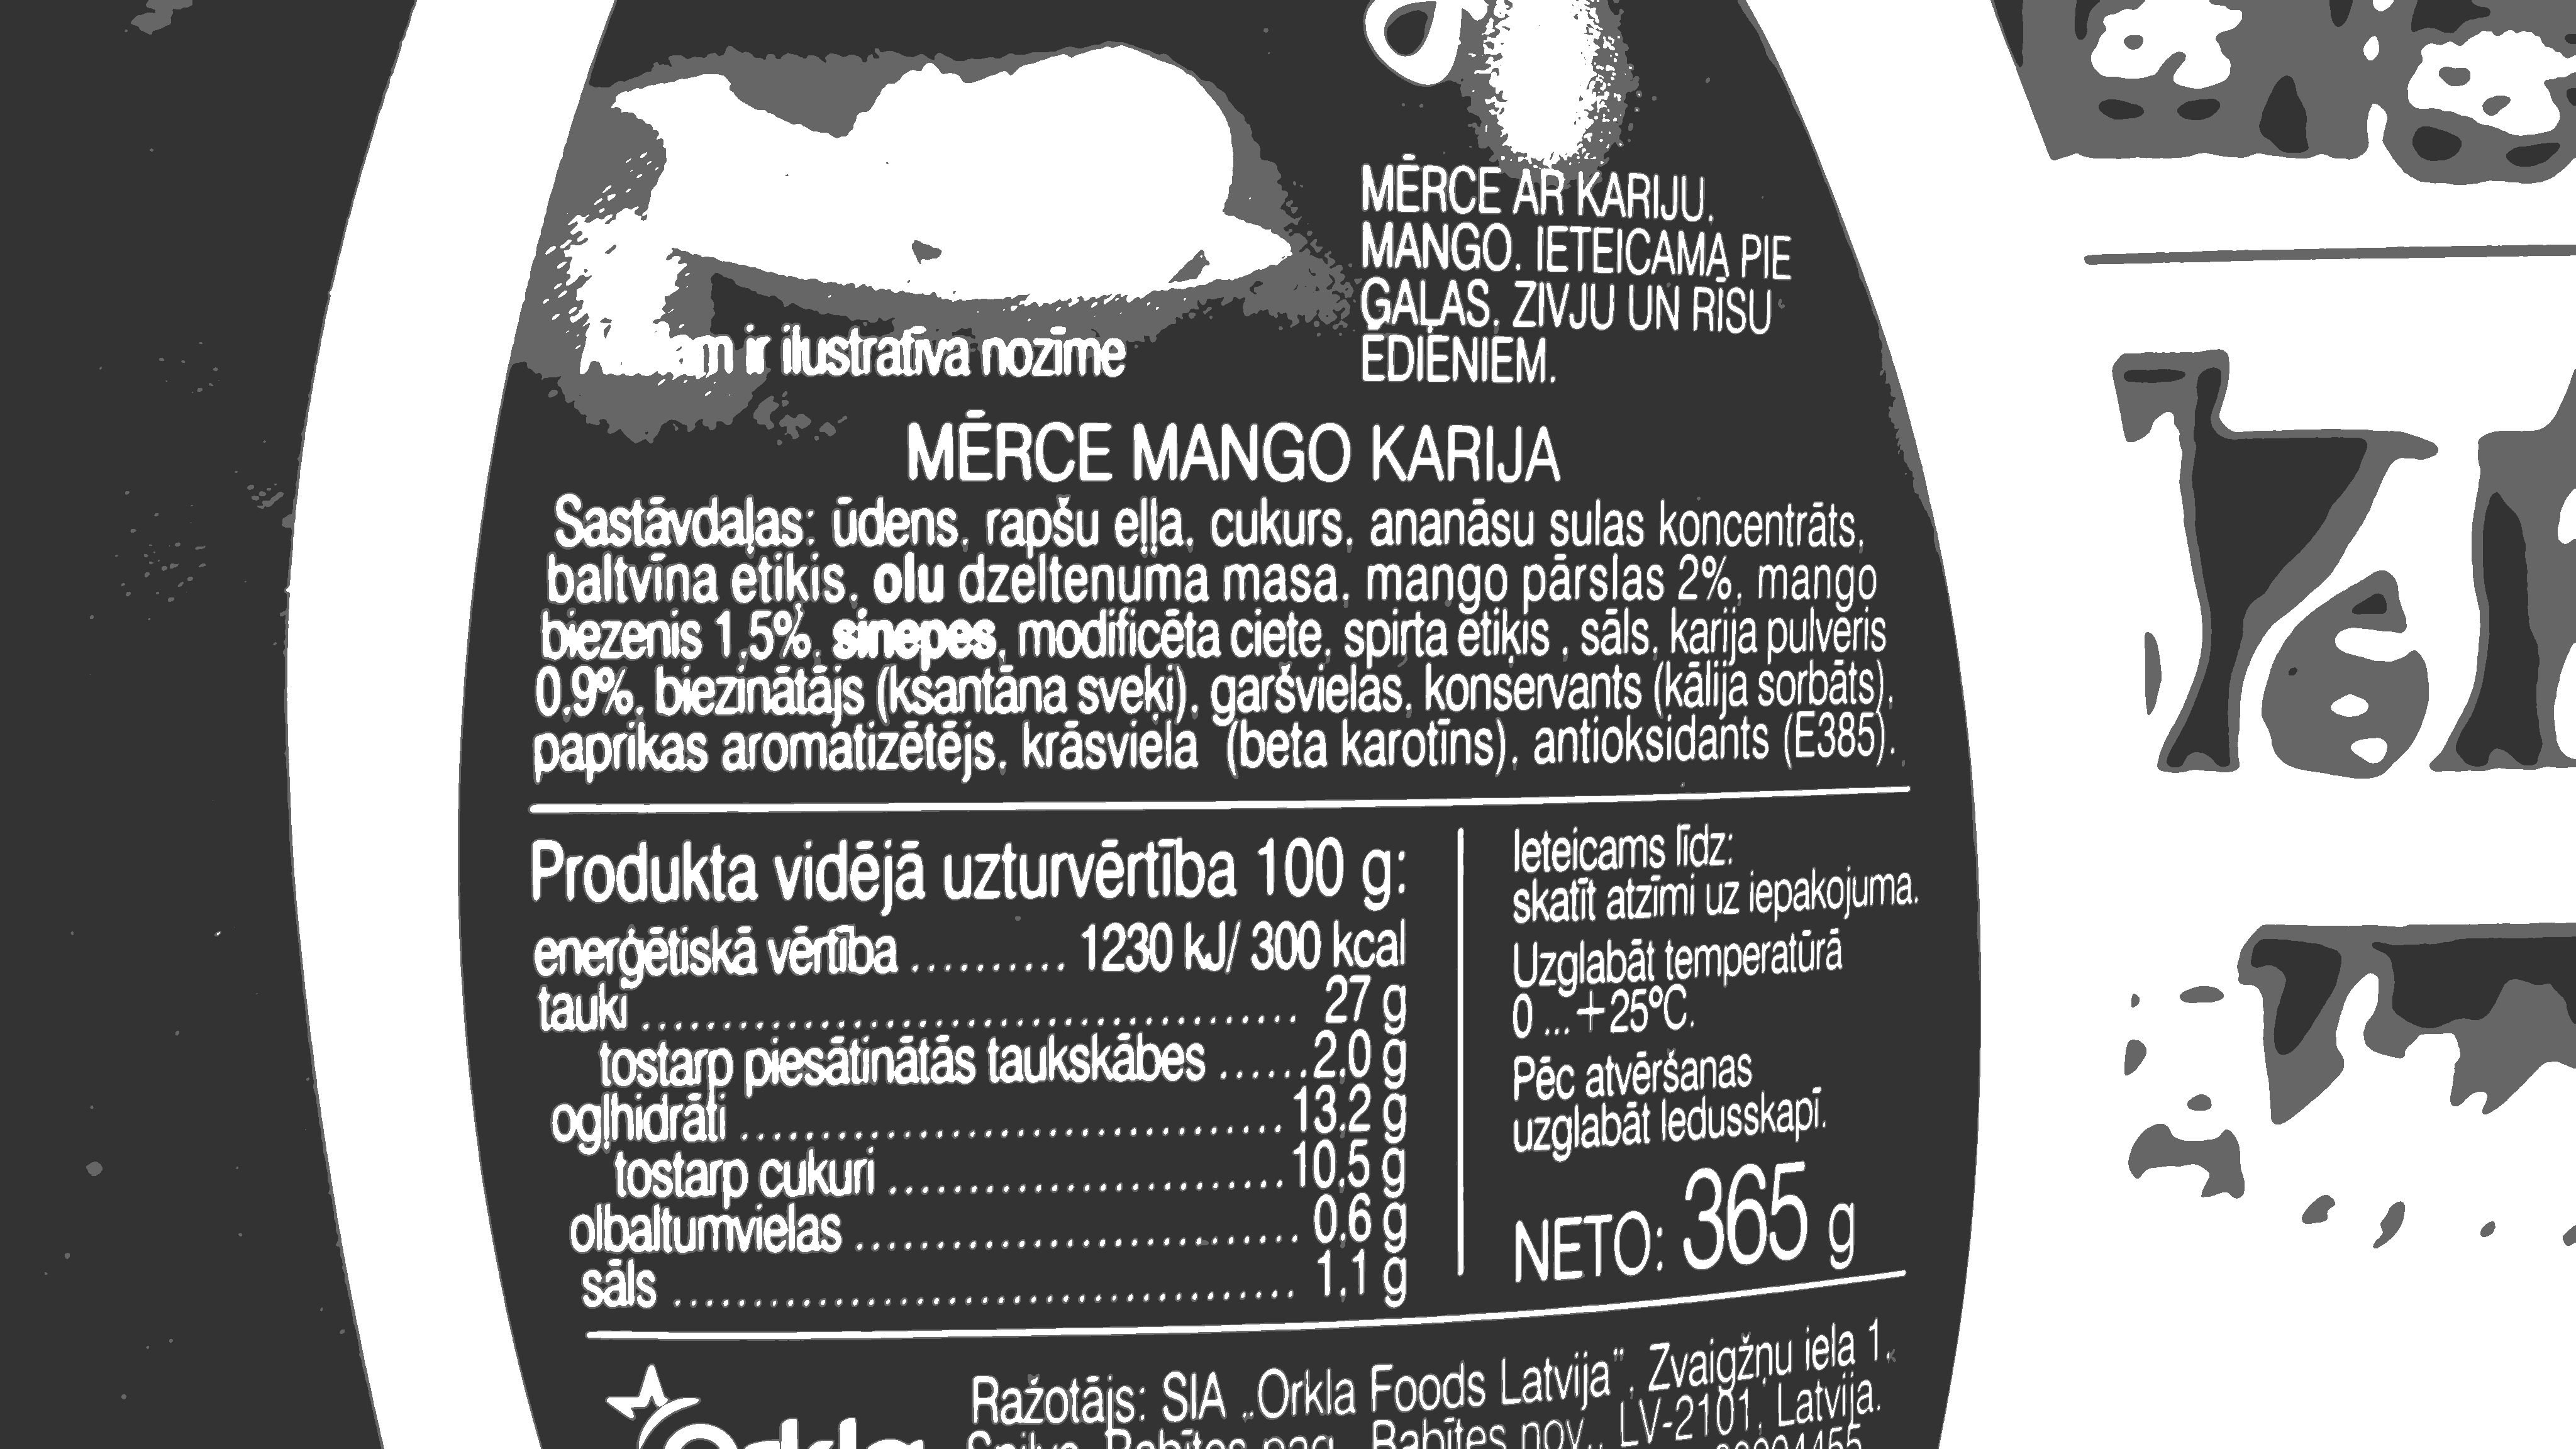 MĒRCE AR KARIJU,
MANGO. IETEICAMA PIE
GAĻAS, ZIVJU UN RĪSU
ĒDIENIEM.
ir ilustratīva nozīme
MĒRCE MANGO KARIJA
Sastāvdaļas: ūdens, rapšu eļļa, cukurs, ananāsu sulas koncentrāts,
baltvīna etiķis, olu dzeltenuma masa, mango pārslas 2%, mango
biezenis 1,5%, sinepes, modificēta ciete, spirta etiķis , sāls, karija pulveris
0,9%, biezinātājs (ksantāna sveķi), garšvielas, konservants (kālija sorbāts),
paprikas aromatizētējs, krāsviela (beta karotīns), antioksidants (E385).
Produkta vidējā uzturvērtība 100 g:
enerģētiskā vērtība .......... 1230 kJ/ 300 kcal
tauki ..................................... 27 g
tostarp piesātinātās taukskābes ......2,0 g
ogļhidrāti ................................. 13,2 g
tostarp cukuri ........................ 10,5 g
olbaltumvielas ............................ 0,6 g
sāls ....................................... 1,1 g
Ieteicams līdz:
skatīt atzīmi uz iepakojuma.
Uzglabāt temperatūrā
0 ...+25°C.
Pēc atvēršanas
uzglabāt ledusskapī.
NETO: 365 g
Ražotājs: SIA „Orkla Foods Latvija", Zvaigžņu iela 1,
Orkla
Spilve, Babītes pag., Babītes nov., LV-2101, Latvija.